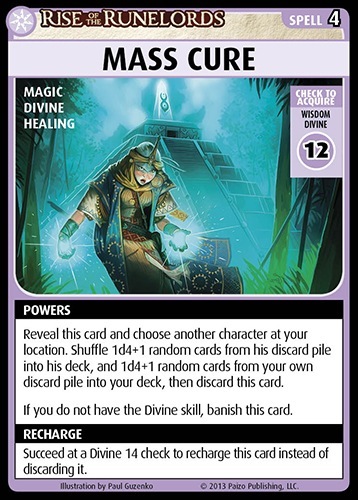 RISE OF THE RUNELORDS
SPELL 4
MASS CURE
MAGIC
DIVINE
HEALING
CHECK TO
ACQUIRE
WISDOM
DIVINE
12
POWERS
Reveal this card and choose another character at your
location. Shuffle 1d4+1 random cards from his discard pile
into his deck, and 1d4+1 random cards from your own
discard pile into your deck, then discard this card.
If you do not have the Divine skill, banish this card.
RECHARGE
Succeed at a Divine 14 check to recharge this card instead of
discarding it.
Illustration by Paul Guzenko
© 2013 Paizo Publishing, LLC.